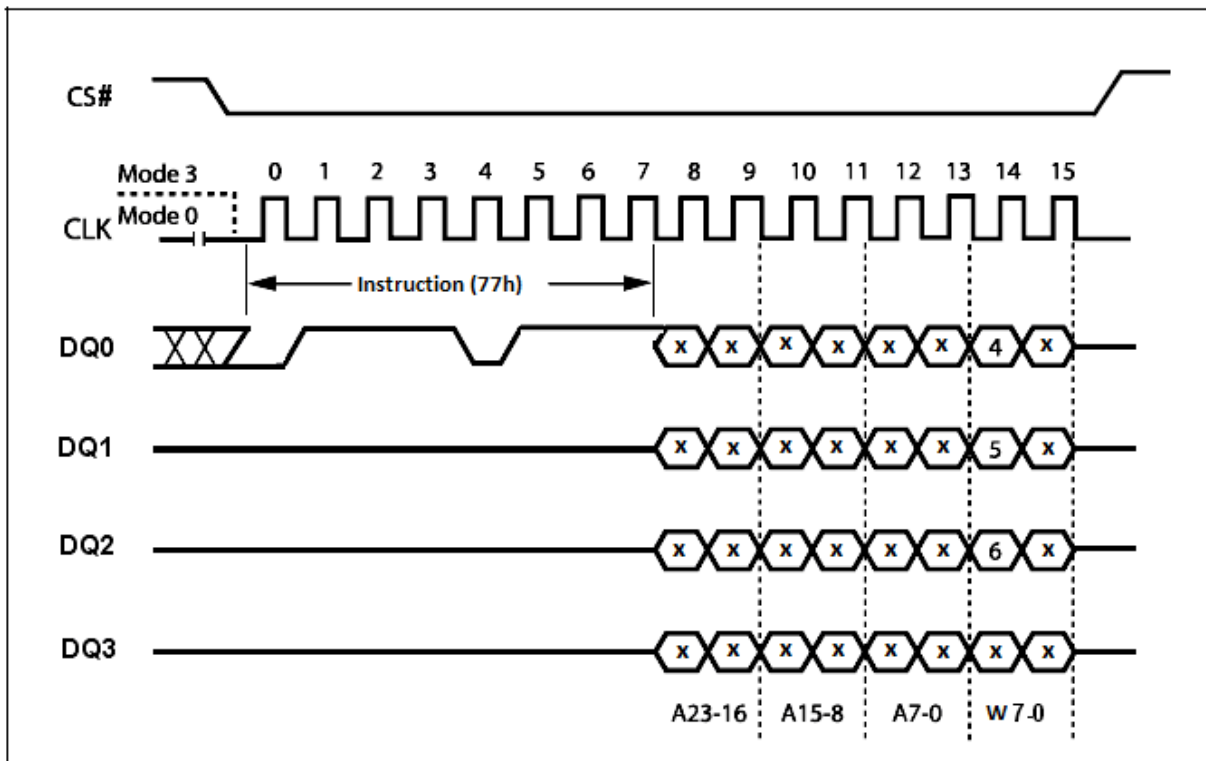 CS#
0 1 2 3 4 5 6 7 8 9 10 11 12 13 14 15
Mode 3
Mode 0
CLK
Instruction (77h)
DQ0 x x x x x x 4 x
DQ1 x x x x x x 5 x
DQ2 x x x x x x 6 x
DQ3 x x x x x x x x
A23-16 A15-8 A7-0 W 7-0